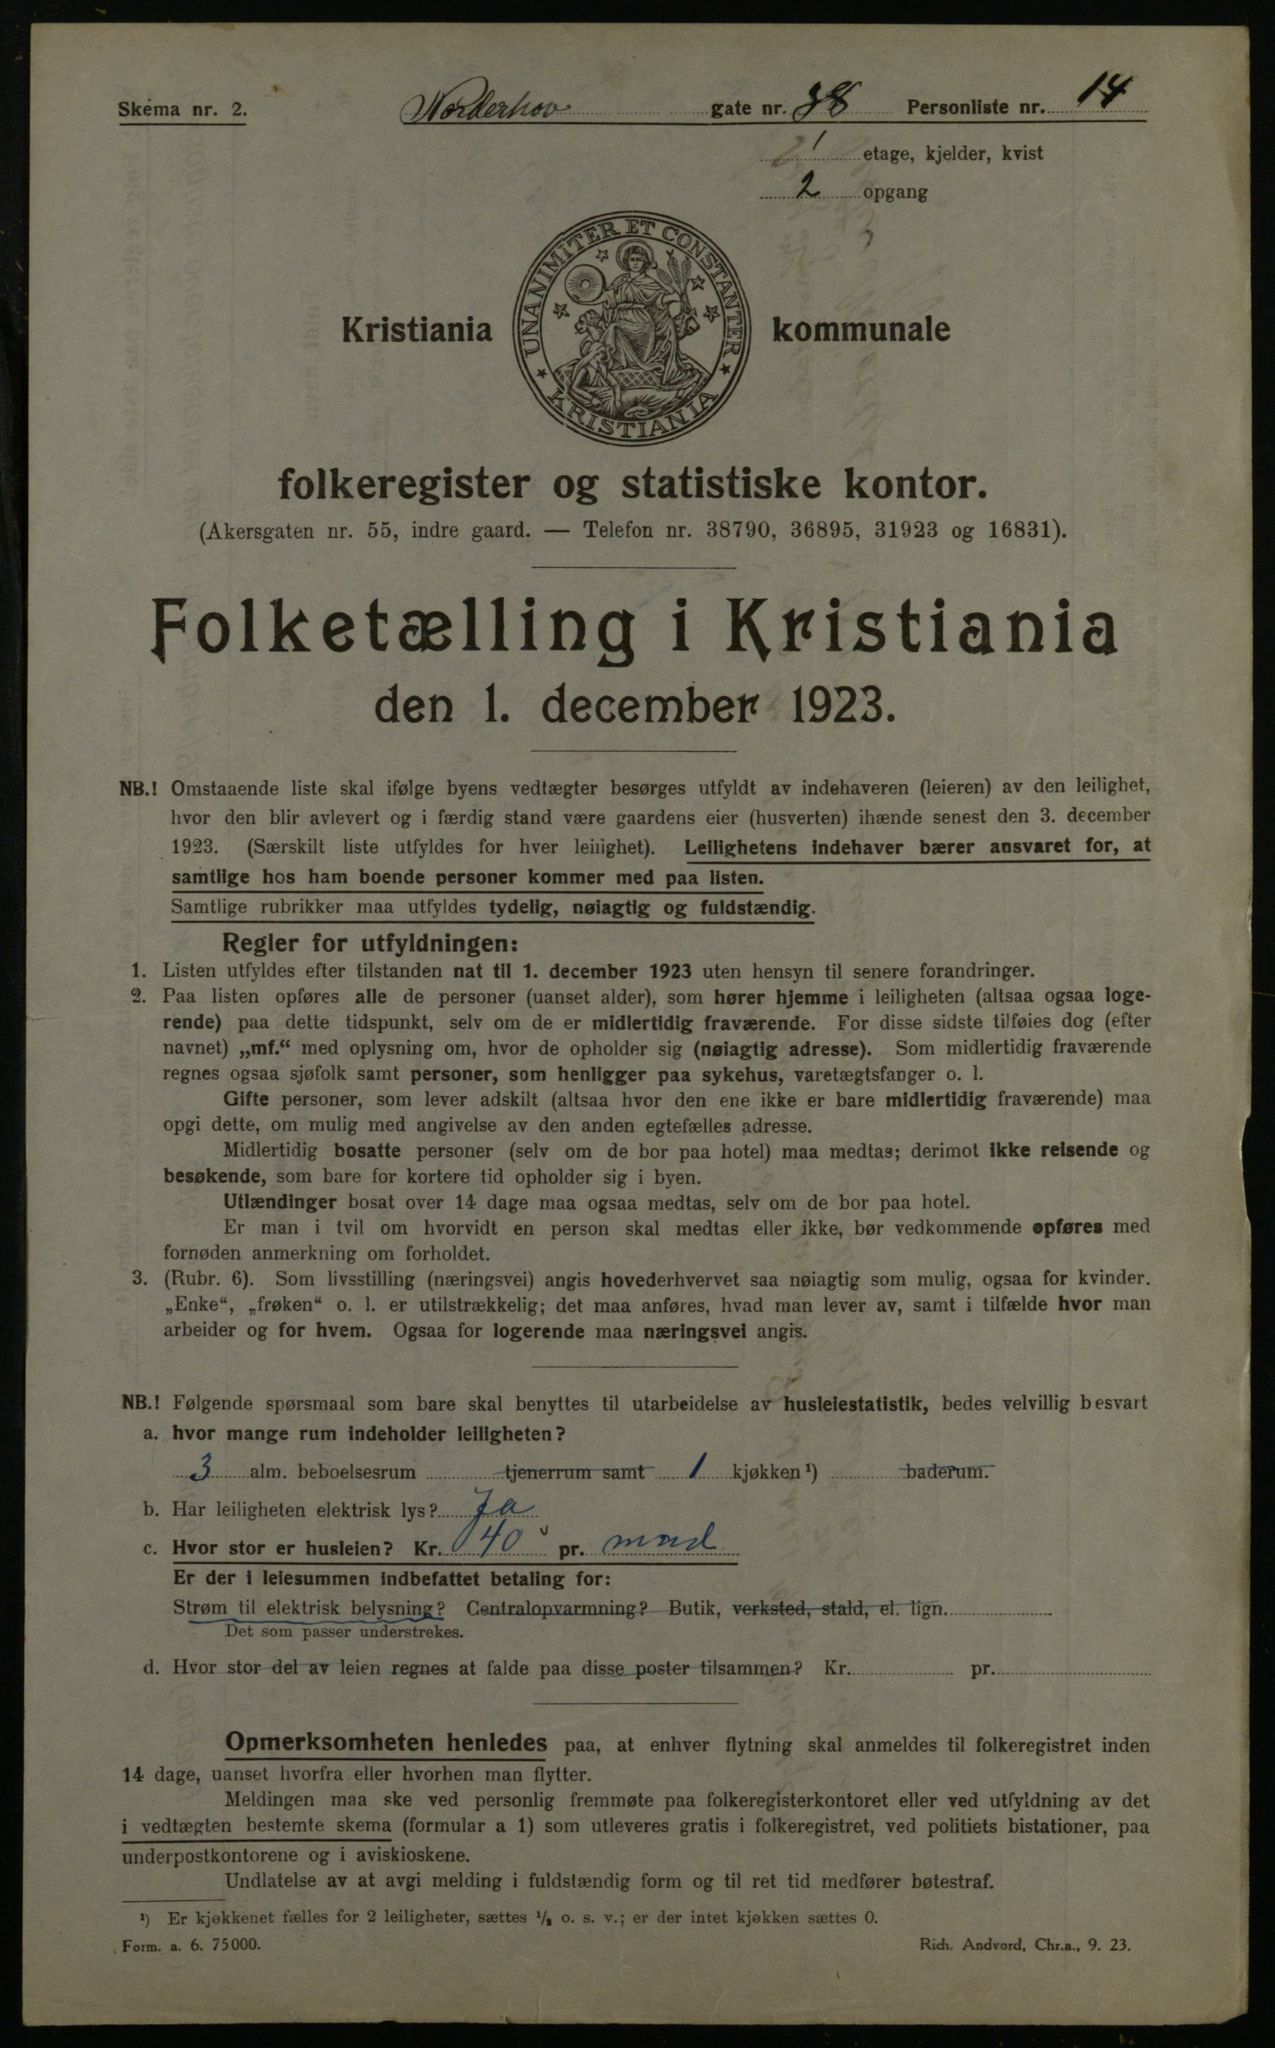 Skema nr. 2. Norderhov gate nr. 38 Personliste nr. 14
1 etage, kjelder, kvist
2 opgang
UNANIMITER ET CONSTANTER
KRISTIANIA
Kristiania kommunale
folkeregister og statistiske kontor.
(Akersgaten nr. 55, indre gaard. — Telefon nr. 38790, 36895, 31923 og 16831).
Folketælling i Kristiania
den 1. december 1923.
NB.! Omstaaende liste skal ifølge byens vedtægter besørges utfyldt av indehaveren (leieren) av den leilighet,
hvor den blir avlevert og i færdig stand være gaardens eier (husverten) ihænde senest den 3. december
1923. (Særskilt liste utfyldes for hver leilighet). Leilighetens indehaver bærer ansvaret for, at
samtlige hos ham boende personer kommer med paa listen.
Samtlige rubrikker maa utfyldes tydelig, nøiagtig og fuldstændig.
Regler for utfyldningen:
1. Listen utfyldes efter tilstanden nat til 1. december 1923 uten hensyn til senere forandringer.
2. Paa listen opføres alle de personer (uanset alder), som hører hjemme i leiligheten (altsaa ogsaa loge-
rende) paa dette tidspunkt, selv om de er midlertidig fraværende. For disse sidste tilføies dog (efter
navnet) „mf.“ med oplysning om, hvor de opholder sig (nøiagtig adresse). Som midlertidig fraværende
regnes ogsaa sjøfolk samt personer, som henligger paa sykehus, varetægtsfanger o. l.
Gifte personer, som lever adskilt (altsaa hvor den ene ikke er bare midlertidig fraværende) maa
opgi dette, om mulig med angivelse av den anden egtefælles adresse.
Midlertidig bosatte personer (selv om de bor paa hotel) maa medtas; derimot ikke reisende og
besøkende, som bare for kortere tid opholder sig i byen.
Utlændinger bosat over 14 dage maa ogsaa medtas, selv om de bor paa hotel.
Er man i tvil om hvorvidt en person skal medtas eller ikke, bør vedkommende opføres med
fornøden anmerkning om forholdet.
3. (Rubr. 6). Som livsstilling (næringsvei) angis hovederhvervet saa nøiagtig som mulig, ogsaa for kvinder.
„Enke“, „frøken“ o. l. er utilstrækkelig; det maa anføres, hvad man lever av, samt i tilfælde hvor man
arbeider og for hvem. Ogsaa for logerende maa næringsvei angis.
NB.! Følgende spørsmaal som bare skal benyttes til utarbeidelse av husleiestatistik, bedes velvillig besvart
a. hvor mange rum indeholder leiligheten?
3 alm. beboelsesrum tjenerrum samt 1 kjøkken ¹) baderum.
b. Har leiligheten elektrisk lys? Ja
c. Hvor stor er husleien? Kr. 40 pr. mnd
Er der i leiesummen indbefattet betaling for:
Strøm til elektrisk belysning? Centralopvarmning? Butik, verksted, stald, el. lign.
Det som passer understrekes.
d. Hvor stor del av leien regnes at falde paa disse poster tilsammen? Kr. pr.
Opmerksomheten henledes paa, at enhver flytning skal anmeldes til folkeregistret inden
14 dage, uanset hvorfra eller hvorhen man flytter.
Meldingen maa ske ved personlig fremmøte paa folkeregisterkontoret eller ved utfyldning av det
i vedtægten bestemte skema (formular a 1) som utleveres gratis i folkeregistret, ved politiets bistationer, paa
underpostkontorene og i aviskioskene.
Undlatelse av at avgi melding i fuldstændig form og til ret tid medfører bøtestraf.
¹) Er kjøkkenet fælles for 2 leiligheter, sættes ½ o. s. v.; er der intet kjøkken sættes 0.
Form. a. 6. 75000. Rich. Andvord, Chr.a., 9. 23.